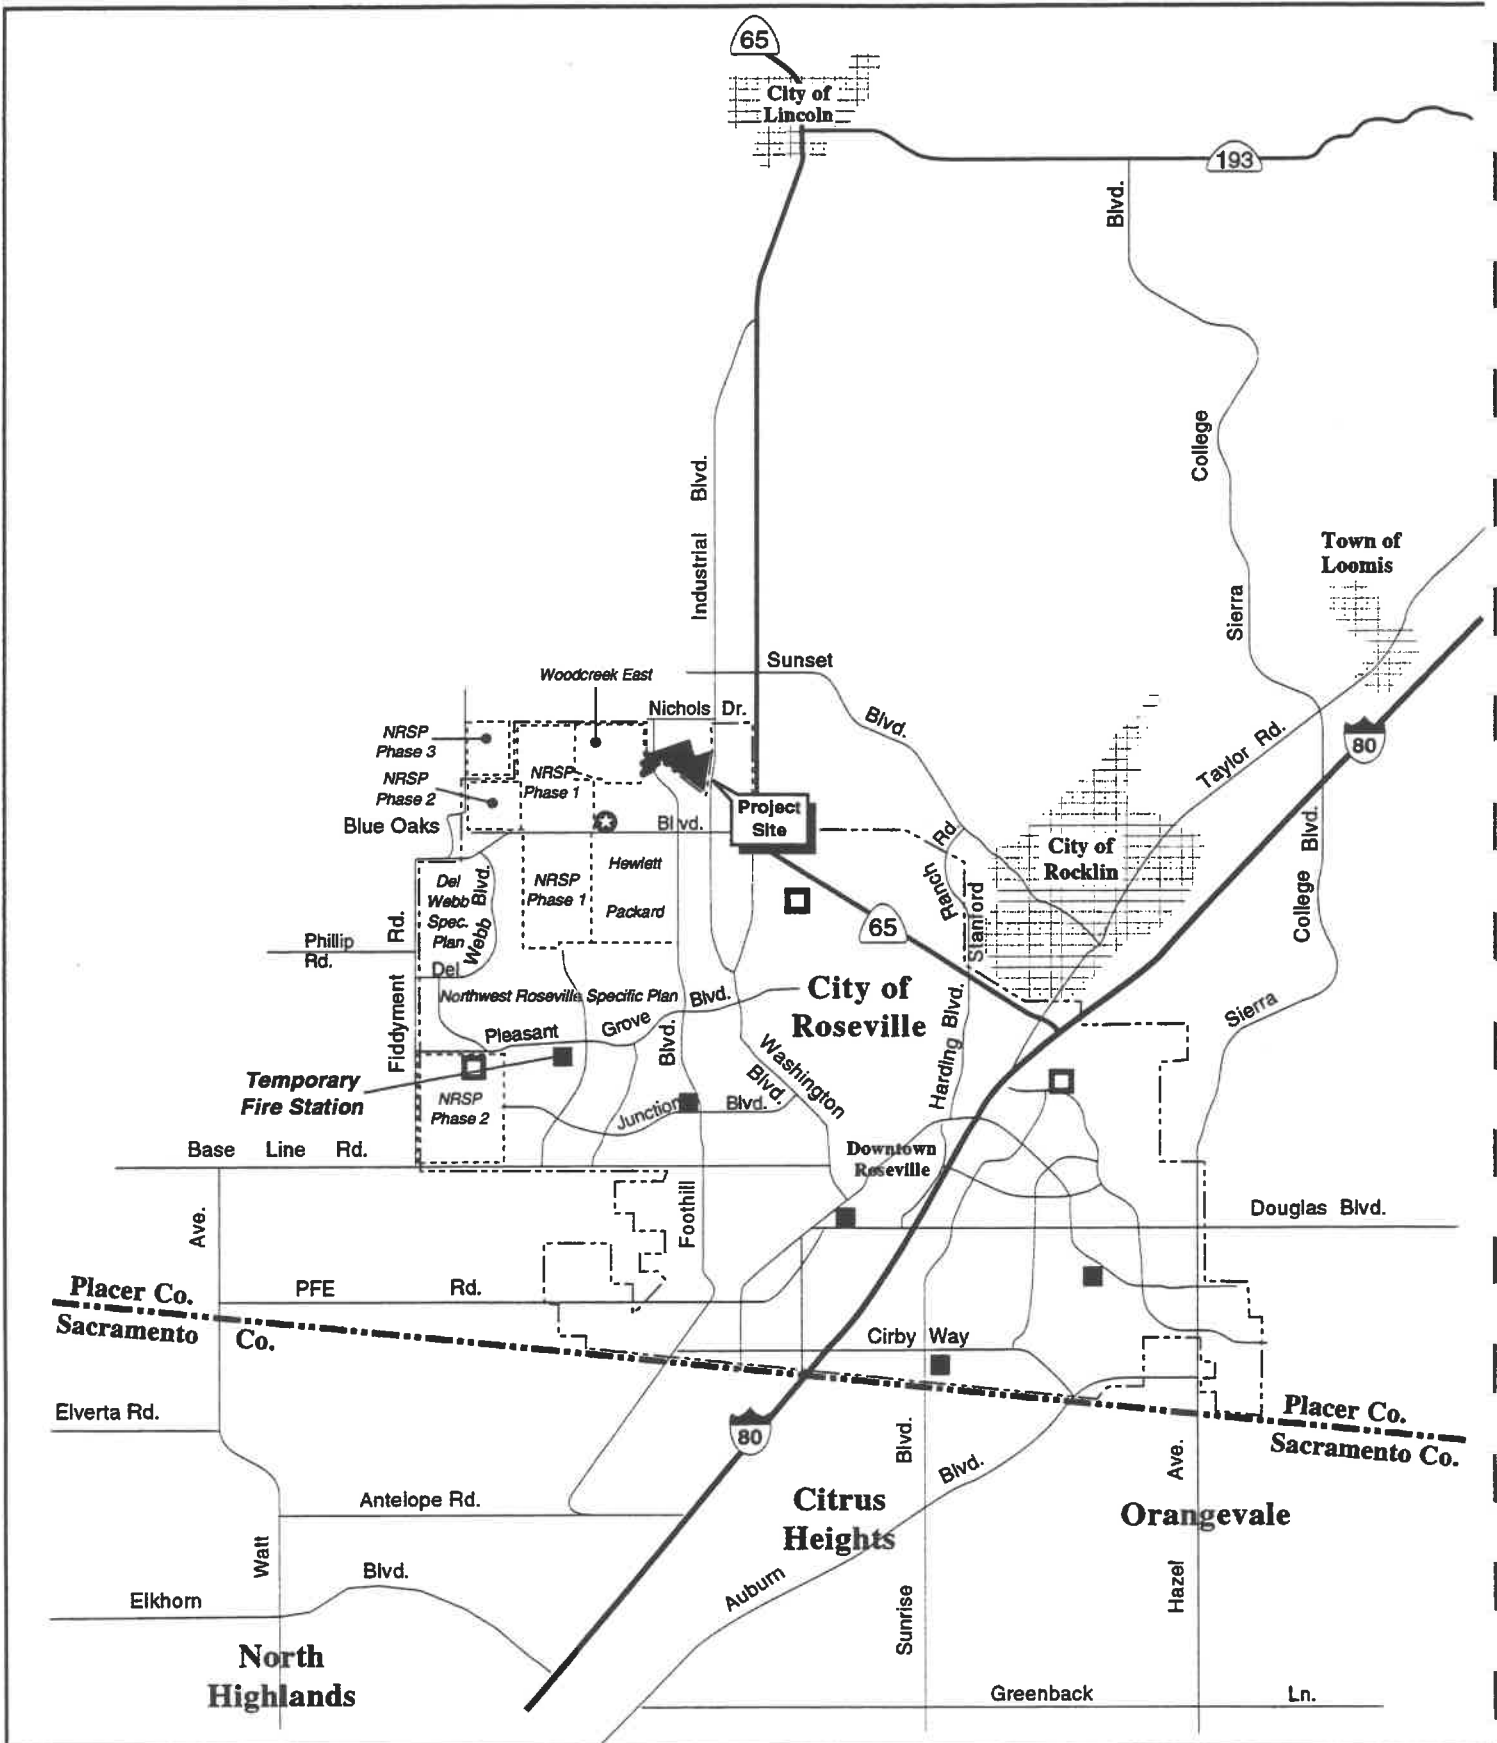 65
City of
Lincoln
193
Blvd.
College
Sierra
Industrial Blvd.
Town of
Loomis
Sunset
Blvd.
Woodcreek East
Nichols Dr.
NRSP
Phase 3
NRSP
Phase 2
NRSP
Phase 1
Blue Oaks
Blvd.
Project
Site
Taylor Rd.
80
City of
Rocklin
Ranch Rd
Stanford
College Blvd.
Sierra
Hewlett
Packard
NRSP
Phase 1
Del
Webb
Spec.
Plan
Del Webb Blvd.
Phillip
Rd.
Fiddyment Rd.
65
City of
Roseville
Northwest Roseville Specific Plan
Pleasant Grove Blvd.
Temporary
Fire Station
NRSP
Phase 2
Junction Blvd.
Washington
Blvd.
Harding Blvd.
Foothill Blvd.
Base Line Rd.
Downtown
Roseville
Douglas Blvd.
PFE Rd.
Placer Co.
Sacramento Co.
Cirby Way
Elverta Rd.
80
Placer Co.
Sacramento Co.
Antelope Rd.
Citrus
Heights
Orangevale
Watt Ave.
Elkhorn Blvd.
Auburn Blvd.
Sunrise Blvd.
Hazel Ave.
North
Highlands
Greenback Ln.